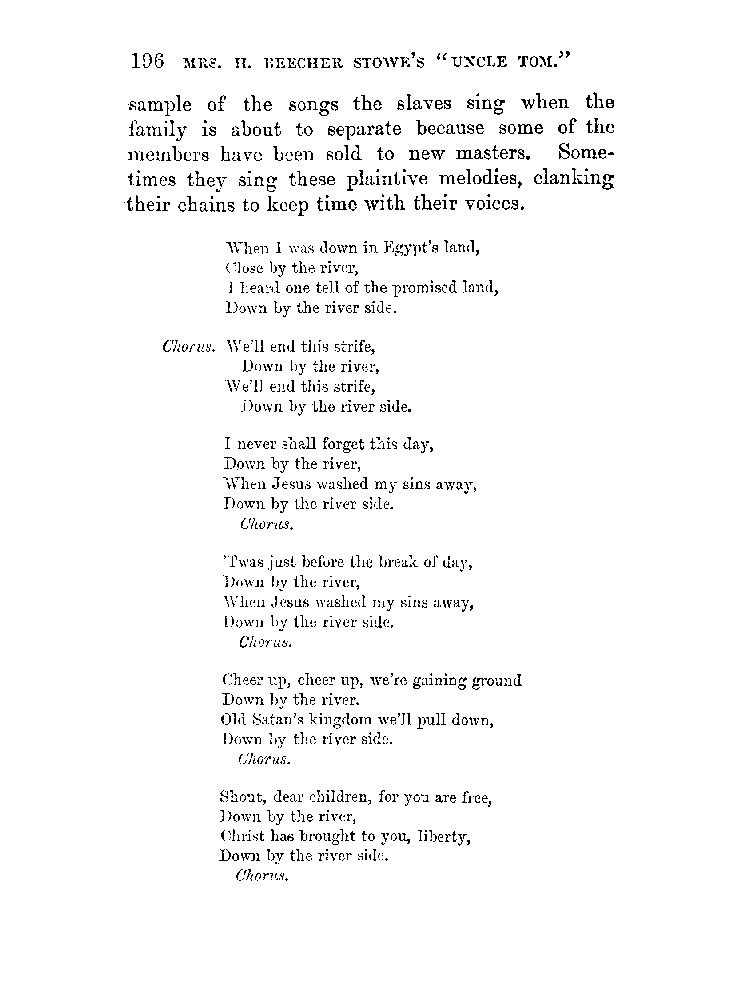 196 MRS. H. BEECHER STOWE'S "UNCLE TOM."
sample of the songs the slaves sing when the
family is about to separate because some of the
members have been sold to new masters. Some-
times they sing these plaintive melodies, clanking
their chains to keep time with their voices.
When I was down in Egypt's land,
Close by the river,
I heard one tell of the promised land,
Down by the river side.
Chorus. We'll end this strife,
Down by the river,
We'll end this strife,
Down by the river side.
I never shall forget this day,
Down by the river,
When Jesus washed my sins away,
Down by the river side.
Chorus.
'Twas just before the break of day,
Down by the river,
When Jesus washed my sins away,
Down by the river side.
Chorus.
Cheer up, cheer up, we're gaining ground
Down by the river.
Old Satan's kingdom we'll pull down,
Down by the river side.
Chorus.
Shout, dear children, for you are free,
Down by the river,
Christ has brought to you, liberty,
Down by the river side.
Chorus.